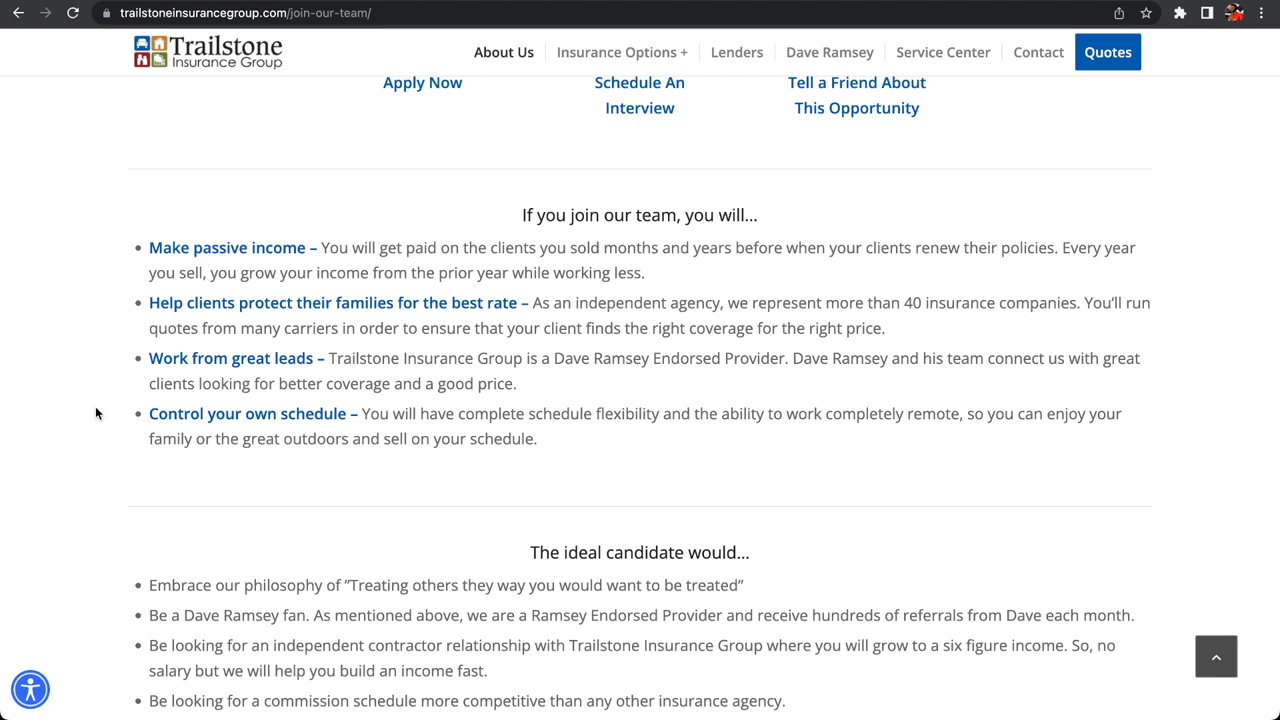 trailstoneinsurancegroup.com/join-our-team/
Trailstone
Insurance Group
About Us
Insurance Options +
Lenders
Dave Ramsey
Service Center
Contact
Quotes
Apply Now
Schedule An
Interview
Tell a Friend About
This Opportunity
If you join our team, you will...
Make passive income – You will get paid on the clients you sold months and years before when your clients renew their policies. Every year
you sell, you grow your income from the prior year while working less.
Help clients protect their families for the best rate – As an independent agency, we represent more than 40 insurance companies. You’ll run
quotes from many carriers in order to ensure that your client finds the right coverage for the right price.
Work from great leads – Trailstone Insurance Group is a Dave Ramsey Endorsed Provider. Dave Ramsey and his team connect us with great
clients looking for better coverage and a good price.
Control your own schedule – You will have complete schedule flexibility and the ability to work completely remote, so you can enjoy your
family or the great outdoors and sell on your schedule.
The ideal candidate would...
Embrace our philosophy of ”Treating others they way you would want to be treated”
Be a Dave Ramsey fan. As mentioned above, we are a Ramsey Endorsed Provider and receive hundreds of referrals from Dave each month.
Be looking for an independent contractor relationship with Trailstone Insurance Group where you will grow to a six figure income. So, no
salary but we will help you build an income fast.
Be looking for a commission schedule more competitive than any other insurance agency.